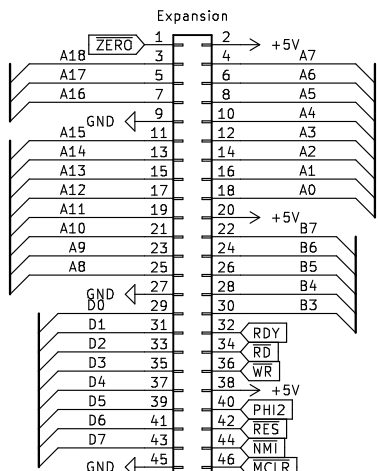 Expansion
ZERO 1 2 +5V
A18 3 4 A7
A17 5 6 A6
A16 7 8 A5
GND 9 10 A4
A15 11 12 A3
A14 13 14 A2
A13 15 16 A1
A12 17 18 A0
A11 19 20 +5V
A10 21 22 B7
A9 23 24 B6
A8 25 26 B5
GND 27 28 B4
D0 29 30 B3
D1 31 32 RDY
D2 33 34 RD
D3 35 36 WR
D4 37 38 +5V
D5 39 40 PHI2
D6 41 42 RES
D7 43 44 NMI
GND 45 46 MCLR